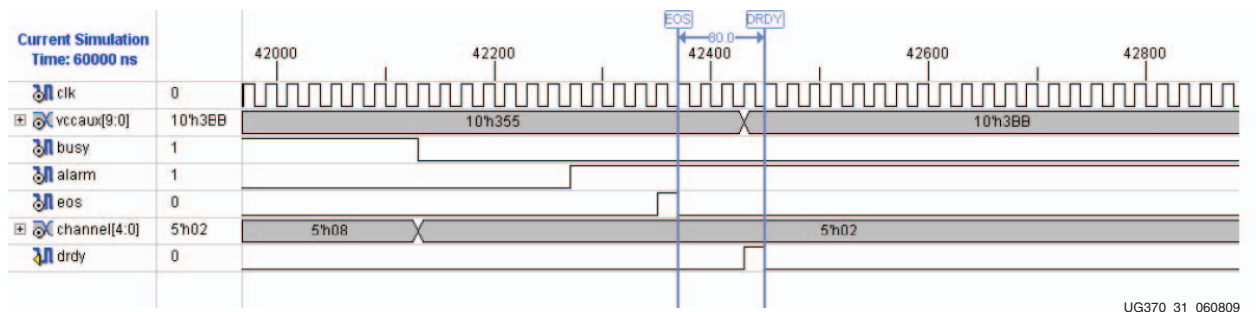 EOS DRDY
Current Simulation
Time: 60000 ns
42000 42200 80.0 42400 42600 42800
clk 0
vccaux[9:0] 10'h3BB 10'h355 10'h3BB
busy 1
alarm 1
eos 0
channel[4:0] 5'h02 5'h08 5'h02
drdy 0
UG370_31_060809